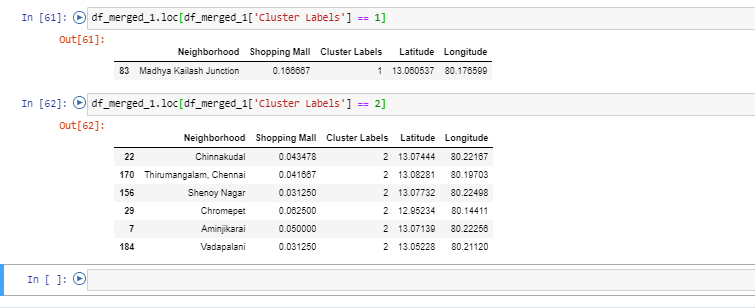 In [61]: df_merged_1.loc[df_merged_1['Cluster Labels'] == 1]
Out[61]:
Neighborhood Shopping Mall Cluster Labels Latitude Longitude
83 Madhya Kailash Junction 0.166667 1 13.060537 80.176599
In [62]: df_merged_1.loc[df_merged_1['Cluster Labels'] == 2]
Out[62]:
Neighborhood Shopping Mall Cluster Labels Latitude Longitude
22 Chinnakudal 0.043478 2 13.07444 80.22167
170 Thirumangalam, Chennai 0.041667 2 13.08281 80.19703
156 Shenoy Nagar 0.031250 2 13.07732 80.22498
29 Chromepet 0.062500 2 12.95234 80.14411
7 Aminjikarai 0.050000 2 13.07139 80.22256
184 Vadapalani 0.031250 2 13.05228 80.21120
In [ ]: